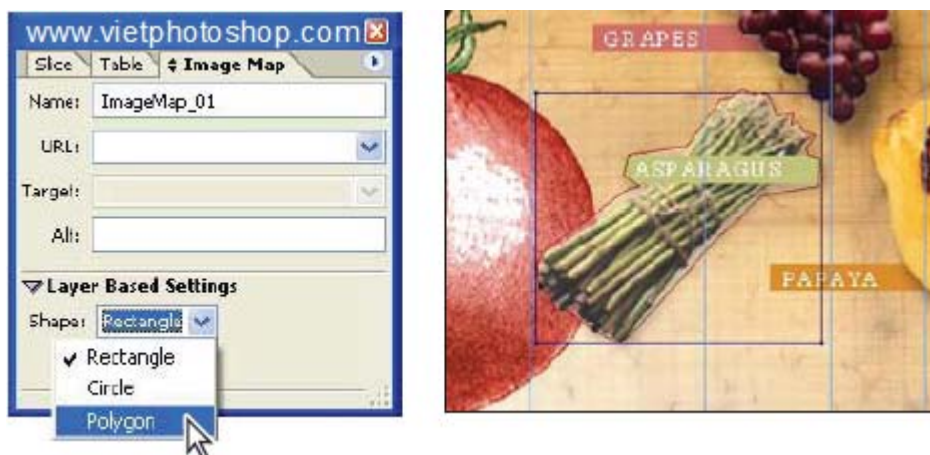 www.vietphotoshop.com
Slice Table Image Map
Name: ImageMap_01
URL:
Target:
Alt:
Layer Based Settings
Shape: Rectangle
Rectangle
Circle
Polygon
GRAPES
ASPARAGUS
PAPAYA